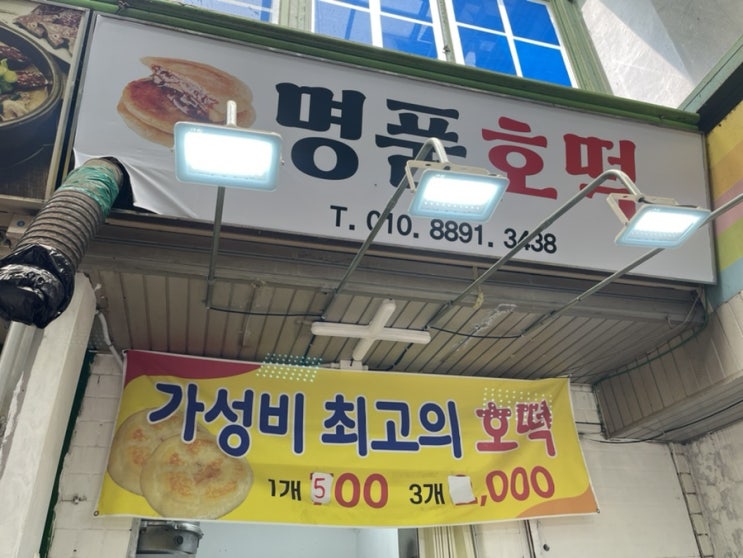 명품호떡
T. 010. 8891. 3438
가성비 최고의 호떡
1개 500 3개 ,000